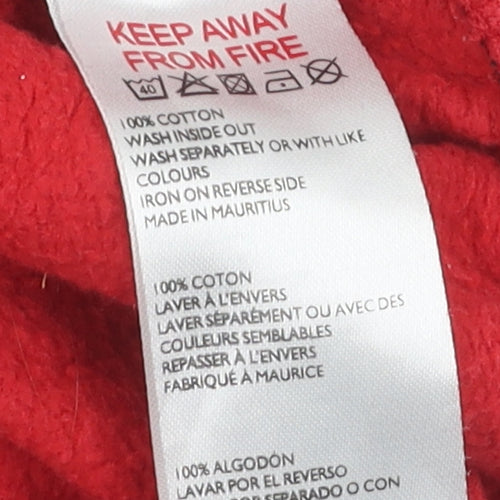 KEEP AWAY
FROM FIRE
40
100% COTTON
WASH INSIDE OUT
WASH SEPARATELY OR WITH LIKE
COLOURS
IRON ON REVERSE SIDE
MADE IN MAURITIUS
100% COTON
LAVER À L'ENVERS
LAVER SÉPARÉMENT OU AVEC DES
COULEURS SEMBLABLES
REPASSER À L'ENVERS
FABRIQUÉ À MAURICE
100% ALGODÓN
LAVAR POR EL REVERSO
POR SEPARADO O CON